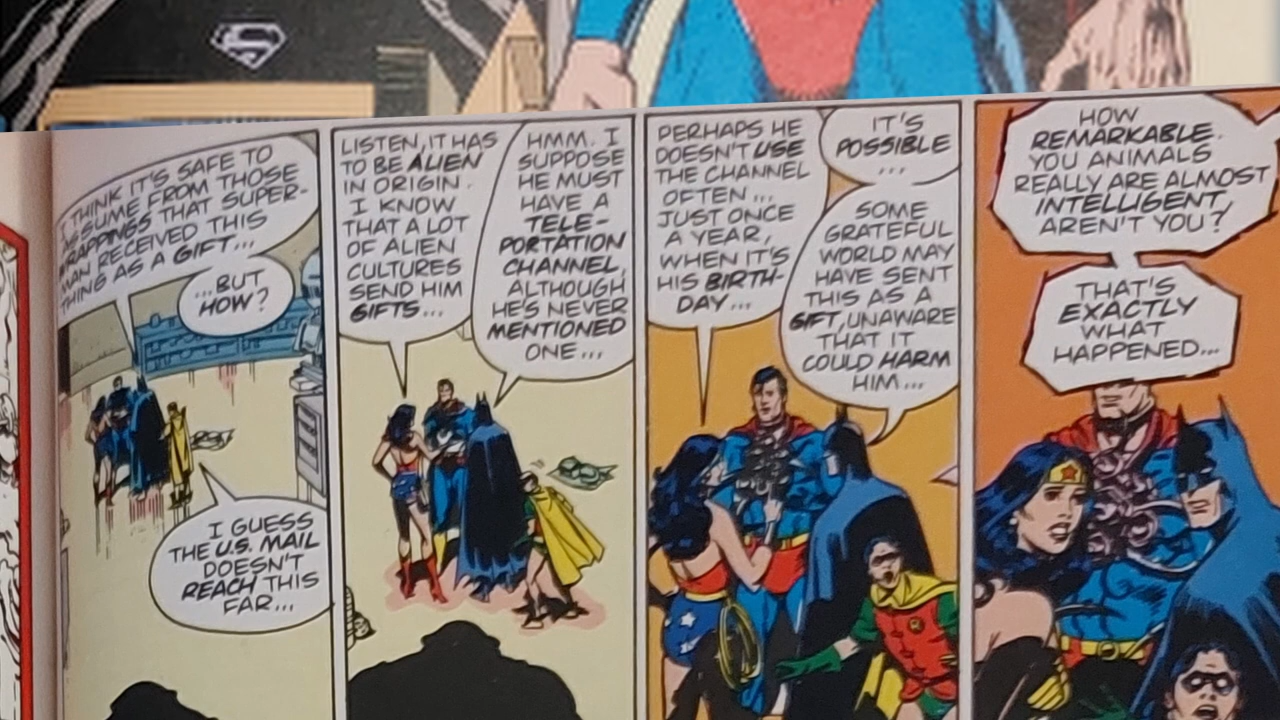 I THINK IT'S SAFE TO
ASSUME FROM THOSE
WRAPPINGS THAT SUPER-
MAN RECEIVED THIS
THING AS A GIFT...
...BUT
HOW?
I GUESS
THE U.S. MAIL
DOESN'T
REACH THIS
FAR...
LISTEN, IT HAS
TO BE ALIEN
IN ORIGIN.
I KNOW
THAT A LOT
OF ALIEN
CULTURES
SEND HIM
GIFTS...
HMM. I
SUPPOSE
HE MUST
HAVE A
TELE-
PORTATION
CHANNEL,
ALTHOUGH
HE'S NEVER
MENTIONED
ONE...
PERHAPS HE
DOESN'T USE
THE CHANNEL
OFTEN...
JUST ONCE
A YEAR,
WHEN IT'S
HIS BIRTH-
DAY...
IT'S
POSSIBLE
...
SOME
GRATEFUL
WORLD MAY
HAVE SENT
THIS AS A
GIFT, UNAWARE
THAT IT
COULD HARM
HIM...
HOW
REMARKABLE.
YOU ANIMALS
REALLY ARE ALMOST
INTELLIGENT,
AREN'T YOU?
THAT'S
EXACTLY
WHAT
HAPPENED...